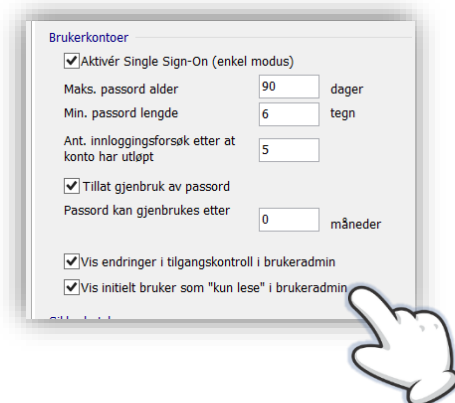 Brukerkontoer
Aktivér Single Sign-On (enkel modus)
Maks. passord alder 90 dager
Min. passord lengde 6 tegn
Ant. innloggingsforsøk etter at
konto har utløpt 5
Tillat gjenbruk av passord
Passord kan gjenbrukes etter 0 måneder
Vis endringer i tilgangskontroll i brukeradmin
Vis initielt bruker som "kun lese" i brukeradmin